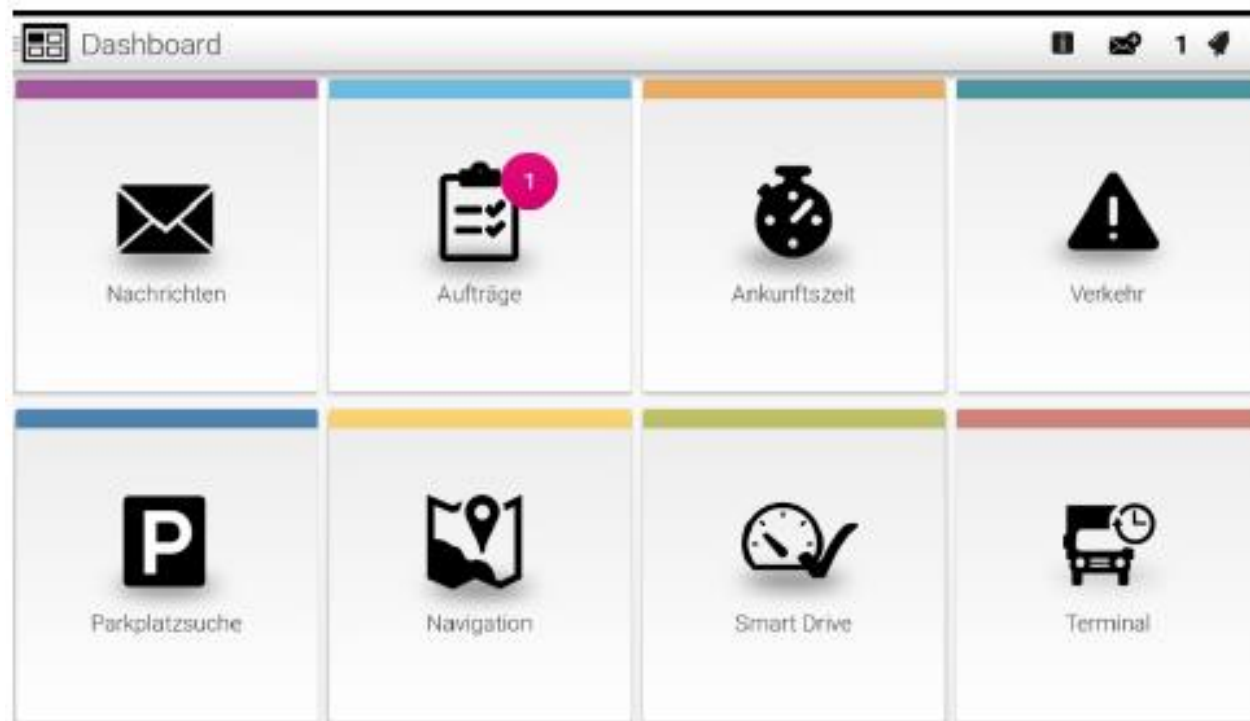 Dashboard
1
1
Nachrichten
Aufträge
Ankunftszeit
Verkehr
P
Parkplatzsuche
Navigation
Smart Drive
Terminal